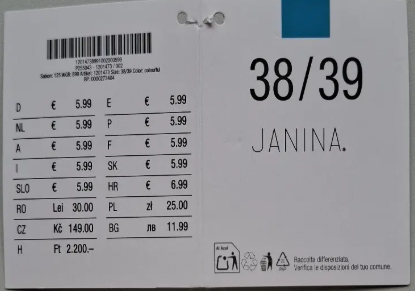 D € 5.99
NL € 5.99
A € 5.99
I € 5.99
SLO € 5.99
RO Lei 30.00
CZ Kč 149.00
H Ft 2.200.–
E € 5.99
P € 5.99
F € 5.99
SK € 5.99
HR € 6.99
PL zł 25.00
BG лв 11.99
38/39
JANINA.
Raccolta differenziata.
Verifica le disposizioni del tuo comune.